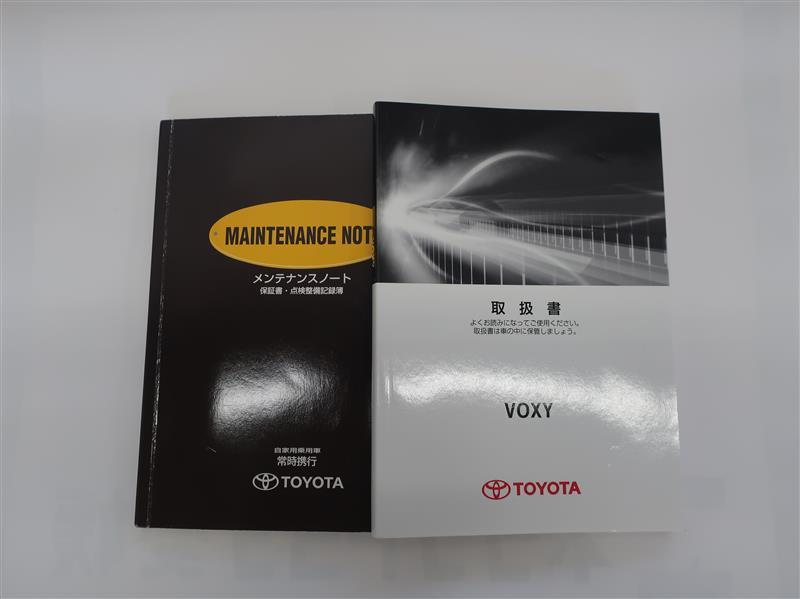 MAINTENANCE NOT
メンテナンスノート
保証書・点検整備記録簿
自家用乗用車
常時携行
TOYOTA
取扱書
よくお読みになってご使用ください。
取扱書は車の中に保管しましょう。
VOXY
TOYOTA